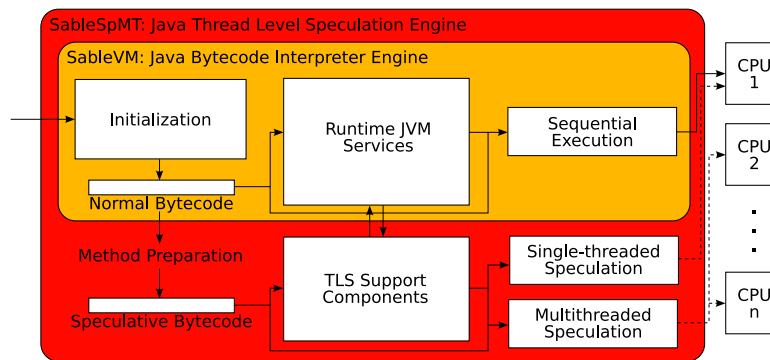 SableSpMT: Java Thread Level Speculation Engine
SableVM: Java Bytecode Interpreter Engine
Initialization
Runtime JVM
Services
Sequential
Execution
CPU
1
Normal Bytecode
CPU
2
Method Preparation
TLS Support
Components
Single-threaded
Speculation
Speculative Bytecode
Multithreaded
Speculation
CPU
n